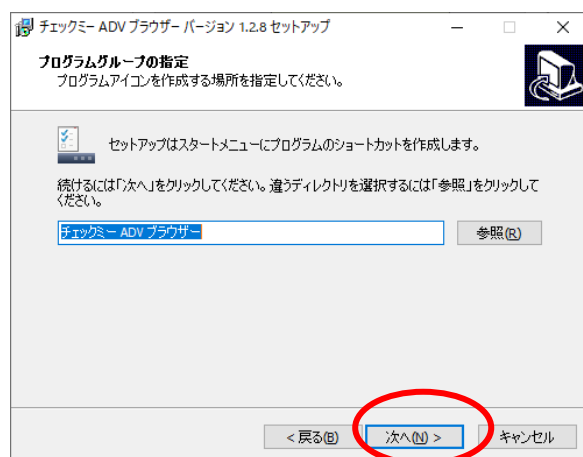 チェックミー ADV ブラウザー バージョン 1.2.8 セットアップ
プログラムグループの指定
プログラムアイコンを作成する場所を指定してください。
セットアップはスタートメニューにプログラムのショートカットを作成します。
続けるには「次へ」をクリックしてください。違うディレクトリを選択するには「参照」をクリックして
ください。
チェックミー ADV ブラウザー
参照(R)
< 戻る(B)
次へ(N) >
キャンセル